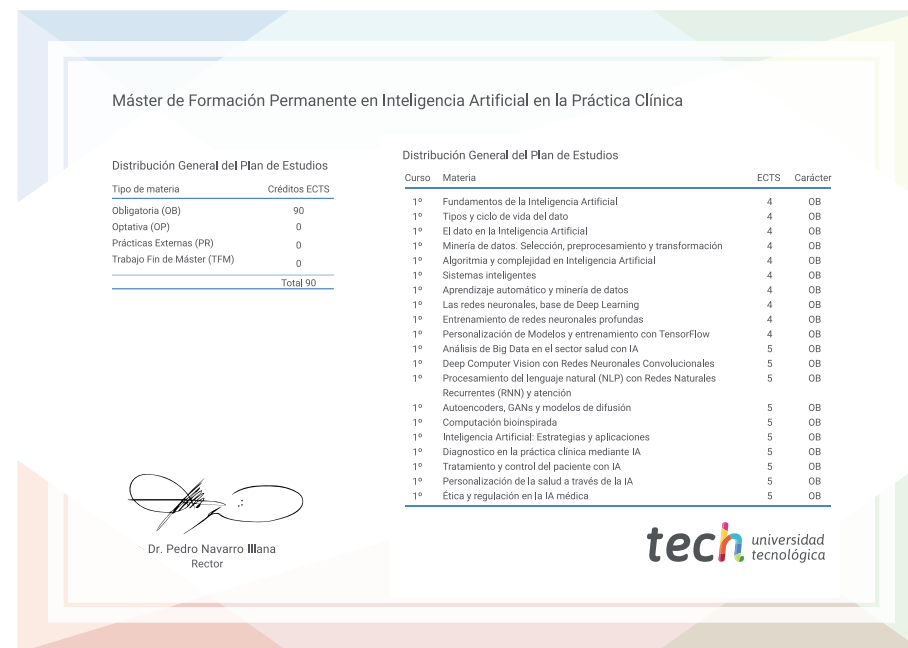 Máster de Formación Permanente en Inteligencia Artificial en la Práctica Clínica
Distribución General del Plan de Estudios
Tipo de materia Créditos ECTS
Obligatoria (OB) 90
Optativa (OP) 0
Prácticas Externas (PR) 0
Trabajo Fin de Máster (TFM) 0
Total 90
Distribución General del Plan de Estudios
Curso Materia ECTS Carácter
1º Fundamentos de la Inteligencia Artificial 4 OB
1º Tipos y ciclo de vida del dato 4 OB
1º El dato en la Inteligencia Artificial 4 OB
1º Minería de datos. Selección, preprocesamiento y transformación 4 OB
1º Algoritmia y complejidad en Inteligencia Artificial 4 OB
1º Sistemas inteligentes 4 OB
1º Aprendizaje automático y minería de datos 4 OB
1º Las redes neuronales, base de Deep Learning 4 OB
1º Entrenamiento de redes neuronales profundas 4 OB
1º Personalización de Modelos y entrenamiento con TensorFlow 4 OB
1º Análisis de Big Data en el sector salud con IA 5 OB
1º Deep Computer Vision con Redes Neuronales Convolucionales 5 OB
1º Procesamiento del lenguaje natural (NLP) con Redes Naturales 5 OB
Recurrentes (RNN) y atención
1º Autoencoders, GANs y modelos de difusión 5 OB
1º Computación bioinspirada 5 OB
1º Inteligencia Artificial: Estrategias y aplicaciones 5 OB
1º Diagnostico en la práctica clínica mediante IA 5 OB
1º Tratamiento y control del paciente con IA 5 OB
1º Personalización de la salud a través de la IA 5 OB
1º Ética y regulación en la IA médica 5 OB
Dr. Pedro Navarro Illana
Rector
tech universidad
tecnológica